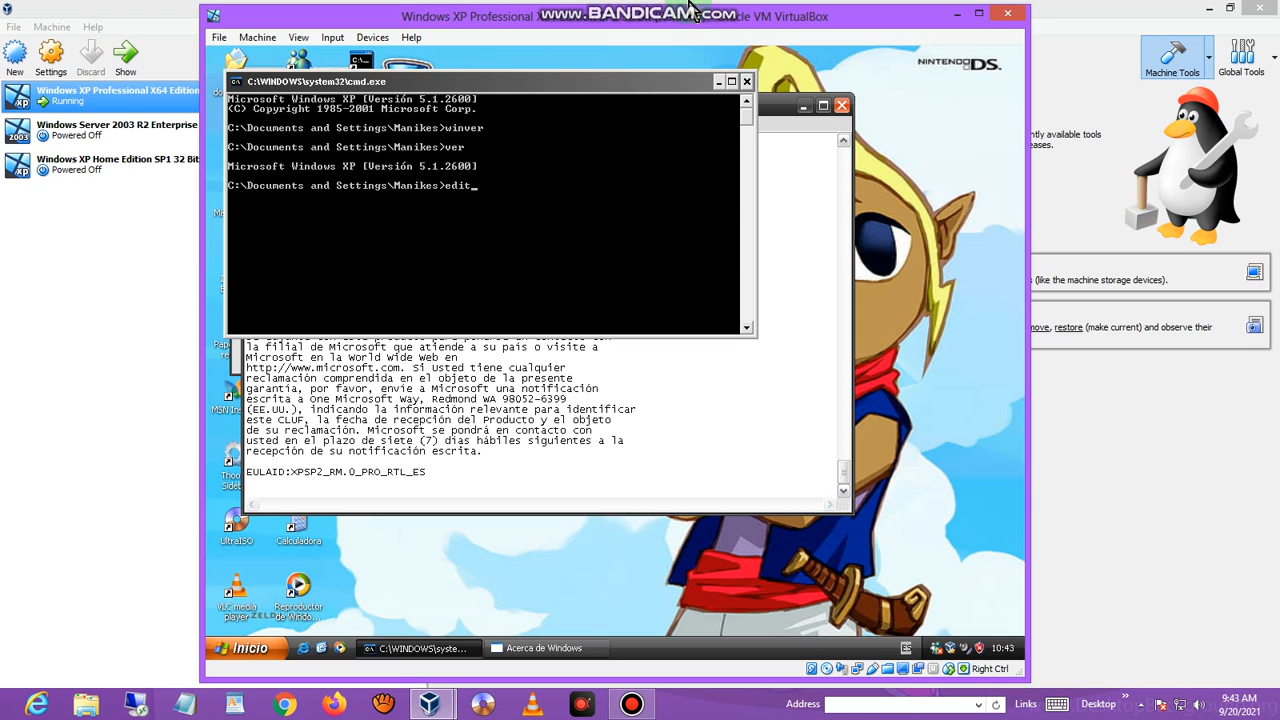 File Machine Help
New Settings Discard Show
Windows XP Professional X64 Edition
Running
Windows Server 2003 R2 Enterprise
Powered Off
Windows XP Home Edition SP1 32 Bit
Powered Off
Machine Tools
Global Tools
ently available tools
eases.
(like the machine storage devices).
move, restore (make current) and observe their
Windows XP Professional
www.BANDICAM.com
cle VM VirtualBox
File Machine View Input Devices Help
NINTENDO DS.
C:\WINDOWS\system32\cmd.exe
Microsoft Windows XP [Versión 5.1.2600]
(C) Copyright 1985-2001 Microsoft Corp.
C:\Documents and Settings\Manikes>winver
C:\Documents and Settings\Manikes>ver
Microsoft Windows XP [Versión 5.1.2600]
C:\Documents and Settings\Manikes>edit_
la filial de Microsoft que atiende a su país o visite a
Microsoft en la World Wide Web en
http://www.microsoft.com. Si usted tiene cualquier
reclamación comprendida en el objeto de la presente
garantía, por favor, envíe a Microsoft una notificación
escrita a One Microsoft Way, Redmond WA 98052-6399
(EE.UU.), indicando la información relevante para identificar
este CLUF, la fecha de recepción del Producto y el objeto
de su reclamación. Microsoft se pondrá en contacto con
usted en el plazo de siete (7) días hábiles siguientes a la
recepción de su notificación escrita.
EULAID:XPSP2_RM.0_PRO_RTL_ES
UltraISO
Calculadora
VLC media player
Reproductor de Windo...
ZELD
Inicio
C:\WINDOWS\syste...
Acerca de Windows
ES
10:43
Right Ctrl
Address
Links
Desktop
9:43 AM
9/20/2021